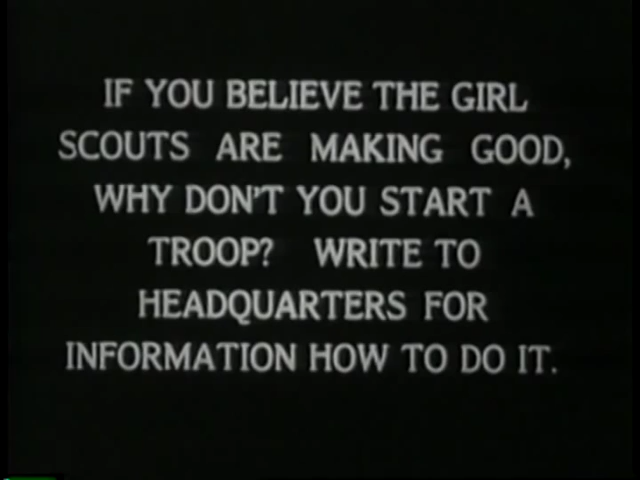 IF YOU BELIEVE THE GIRL
SCOUTS ARE MAKING GOOD,
WHY DON'T YOU START A
TROOP? WRITE TO
HEADQUARTERS FOR
INFORMATION HOW TO DO IT.